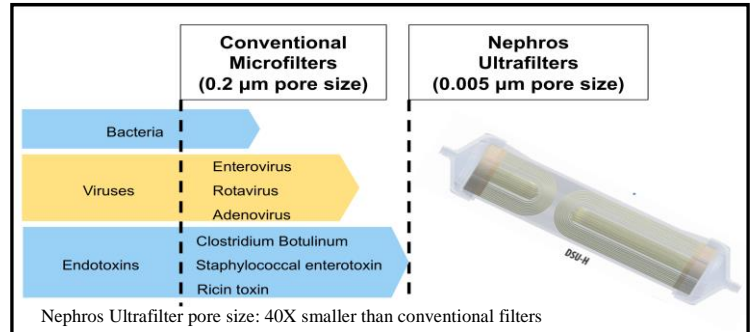 Conventional
Microfilters
(0.2 µm pore size)
Nephros
Ultrafilters
(0.005 µm pore size)
Bacteria
Viruses
Enterovirus
Rotavirus
Adenovirus
Endotoxins
Clostridium Botulinum
Staphylococcal enterotoxin
Ricin toxin
DSU-H
Nephros Ultrafilter pore size: 40X smaller than conventional filters